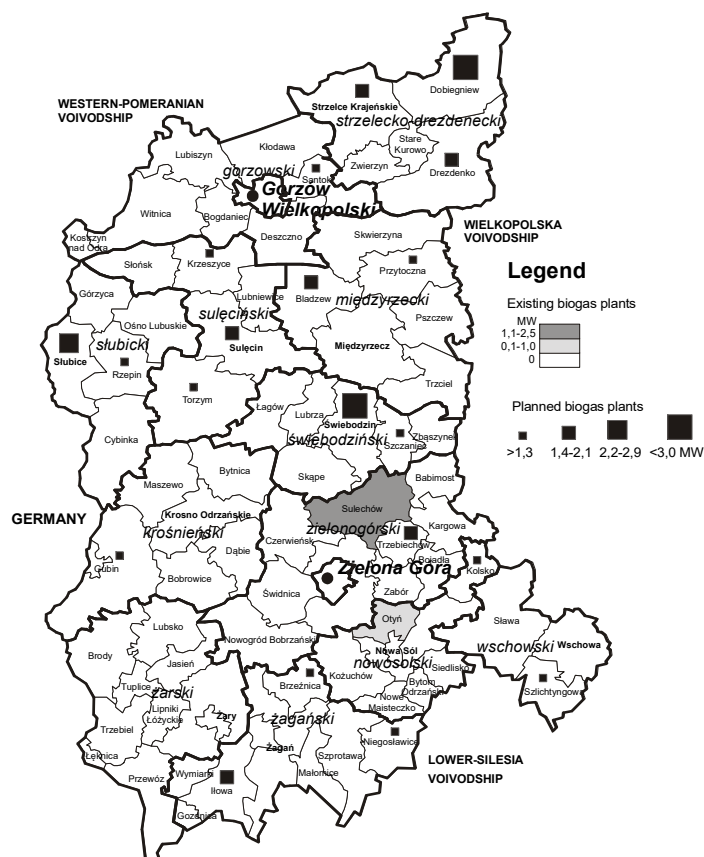 WESTERN-POMERANIAN
VOIVODSHIP
Dobiegniew
Strzelce Krajeńskie
strzelecko-drezdenecki
Kłodawa
Stare
Kurowo
Lubiszyn
gorzowski
Zwierzyn
Drezdenko
Santok
Gorzów
Wielkopolski
Witnica
Bogdaniec
WIELKOPOLSKA
VOIVODSHIP
Deszczno
Skwierzyna
Kostrzyn
nad Odrą
Słońsk
Krzeszyce
Przytoczna
Legend
Górzyca
Lubniewice
Bladzew
międzyrzecki
Existing biogas plants
MW
1,1-2,5
0,1-1,0
0
sulęciński
Pszczew
Ośno Lubuskie
słubicki
Sulęcin
Międzyrzecz
Słubice
Rzepin
Torzym
Trzciel
Planned biogas plants
>1,3
1,4-2,1
2,2-2,9
<3,0 MW
Łagów
Lubrza
Świebodzin
świebodziński
Szczaniec
Zbąszynek
Cybinka
Skąpe
Bytnica
Maszewo
Babimost
Sulechów
GERMANY
Krosno Odrzańskie
krośnieński
zielonogórski
Kargowa
Czerwieńsk
Trzebiechów
Dąbie
Bojadła
Gubin
Zielona Góra
Kolsko
Bobrowice
Świdnica
Zabór
Otyń
Sława
Lubsko
Nowogród Bobrzański
Nowa Sól
nowosolski
wschowski
Wschowa
Brody
Jasień
Siedlisko
Kożuchów
Bytom
Odrzański
Szlichtyngowa
Tuplice
żarski
Brzeźnica
Nowe
Maisteczko
Lipniki
Łóżyckie
Żary
żagański
Trzebiel
Niegosławice
Żagań
Szprotawa
Łęknica
LOWER-SILESIA
VOIVODSHIP
Przewóz
Wymiarki
Małomice
Iłowa
Gozdnica